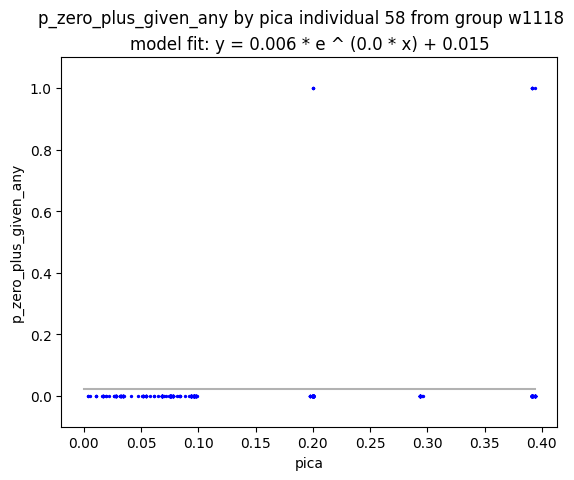 p_zero_plus_given_any by pica individual 58 from group w1118
model fit: y = 0.006 * e ^ (0.0 * x) + 0.015
1.0
0.8
0.6
0.4
0.2
0.0
p_zero_plus_given_any
0.00 0.05 0.10 0.15 0.20 0.25 0.30 0.35 0.40
pica